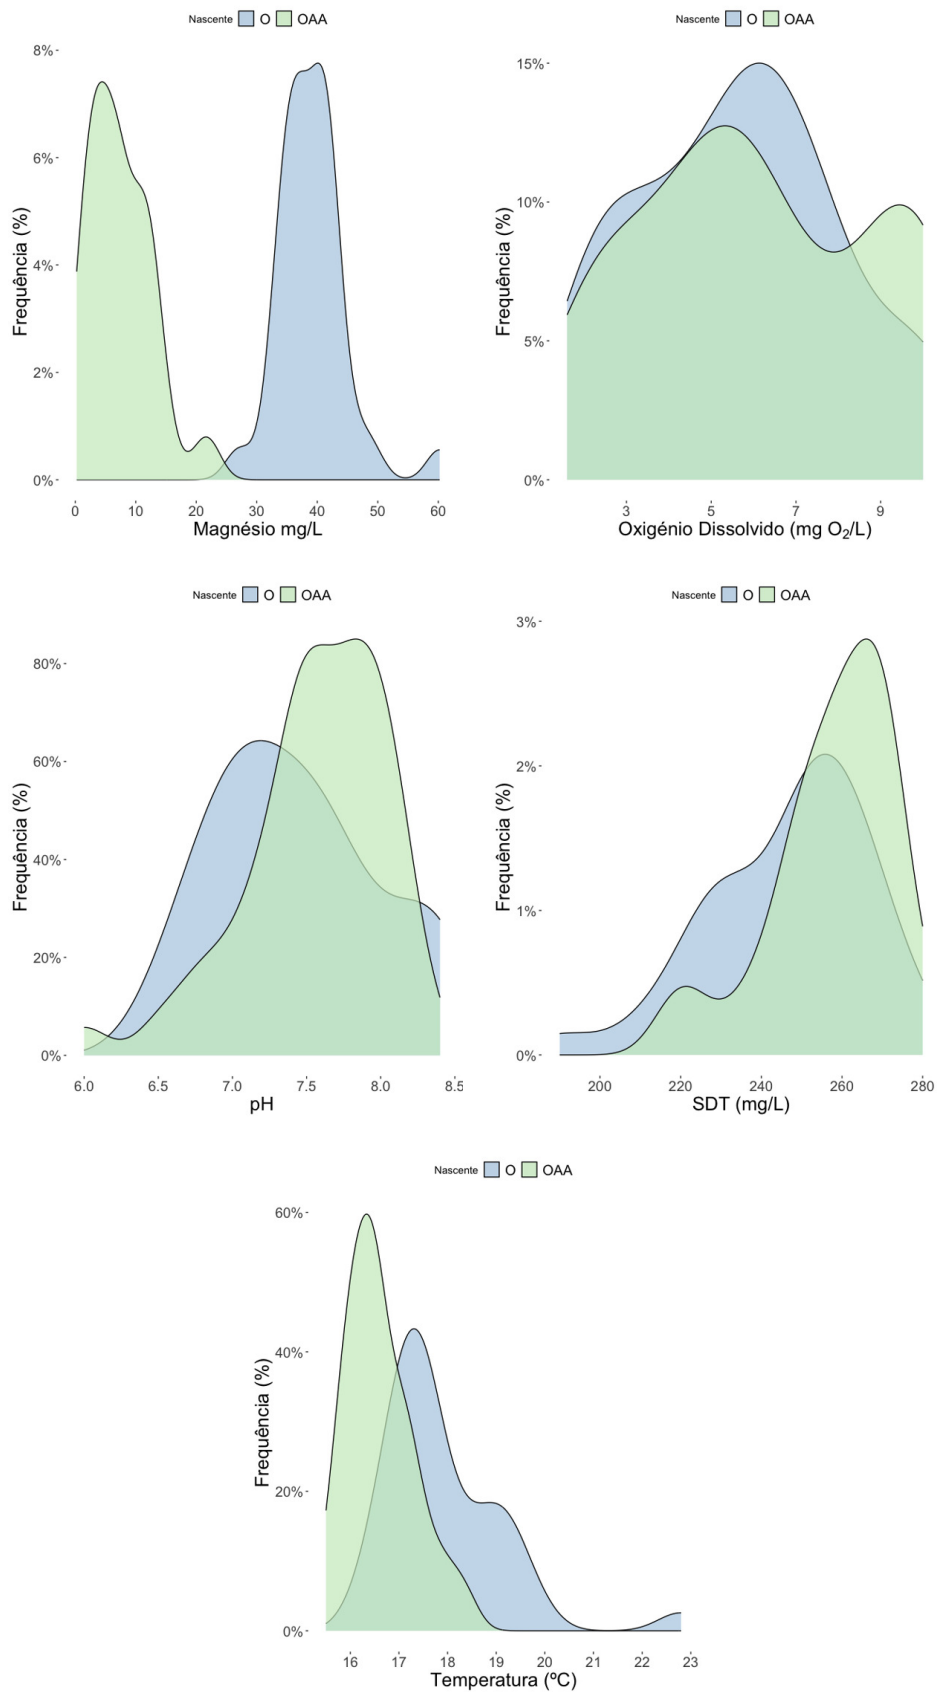 Nascente O OAA
8%
6%
4%
2%
0%
Frequência (%)
0 10 20 30 40 50 60
Magnésio mg/L
Nascente O OAA
15%
10%
5%
0%
Frequência (%)
3 5 7 9
Oxigénio Dissolvido (mg O₂/L)
Nascente O OAA
80%
60%
40%
20%
0%
Frequência (%)
6.0 6.5 7.0 7.5 8.0 8.5
pH
Nascente O OAA
3%
2%
1%
0%
Frequência (%)
200 220 240 260 280
SDT (mg/L)
Nascente O OAA
60%
40%
20%
0%
Frequência (%)
16 17 18 19 20 21 22 23
Temperatura (ºC)